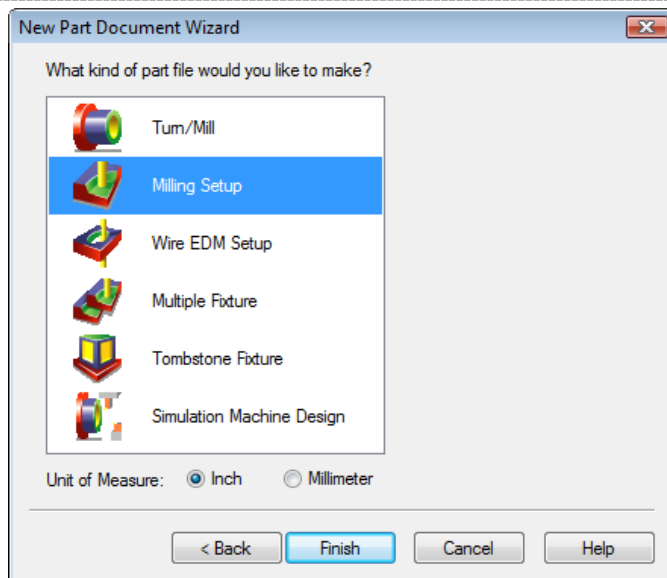 New Part Document Wizard
What kind of part file would you like to make?
Turn/Mill
Milling Setup
Wire EDM Setup
Multiple Fixture
Tombstone Fixture
Simulation Machine Design
Unit of Measure: Inch Millimeter
< Back Finish Cancel Help